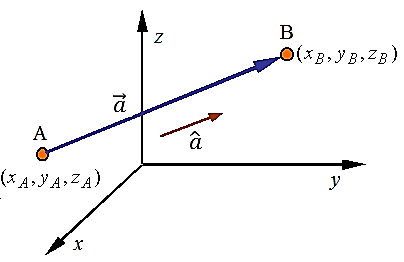 z
B
(x_B, y_B, z_B)
\vec{a}
A
\hat{a}
(x_A, y_A, z_A)
y
x